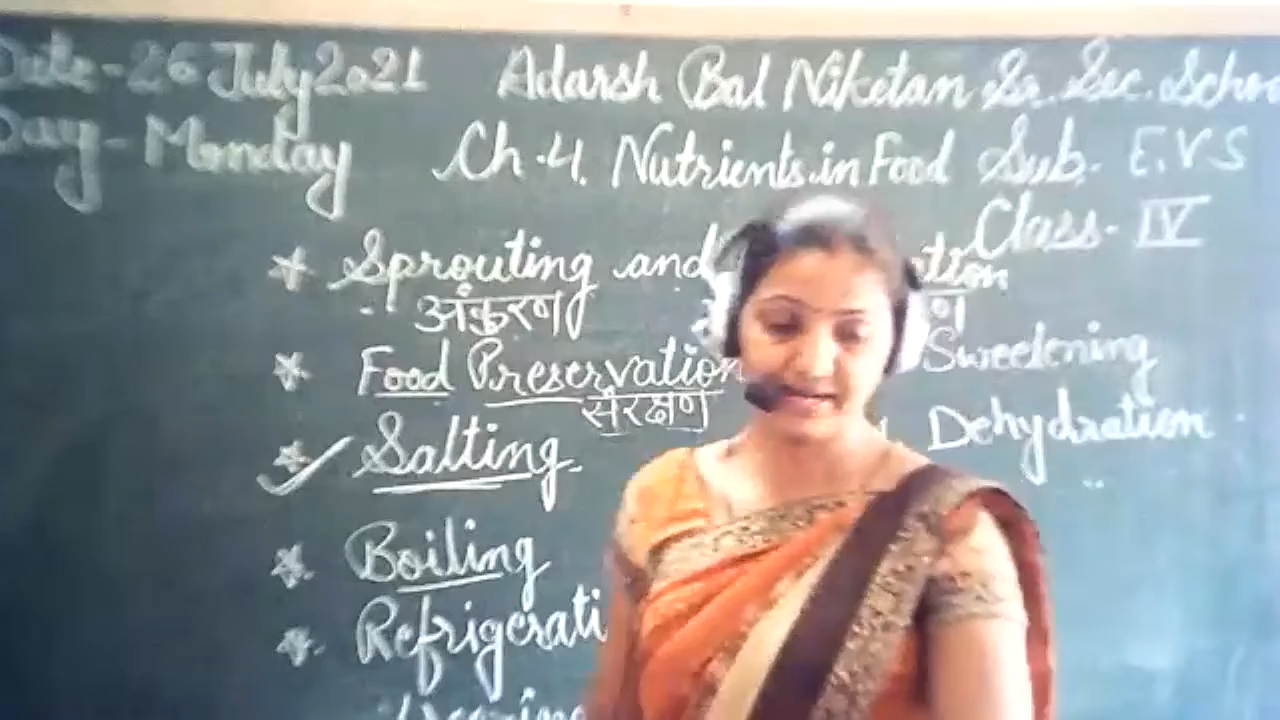 Date-26 July 2021 Adarsh Bal Niketan Sr. Sec. School
Day-Monday Ch.4. Nutrients in Food Sub. E.V.S
Class-IV
Sprouting and
अंकुरण
Food Preservation Sweetening
संरक्षण
Salting Dehydration
Boiling